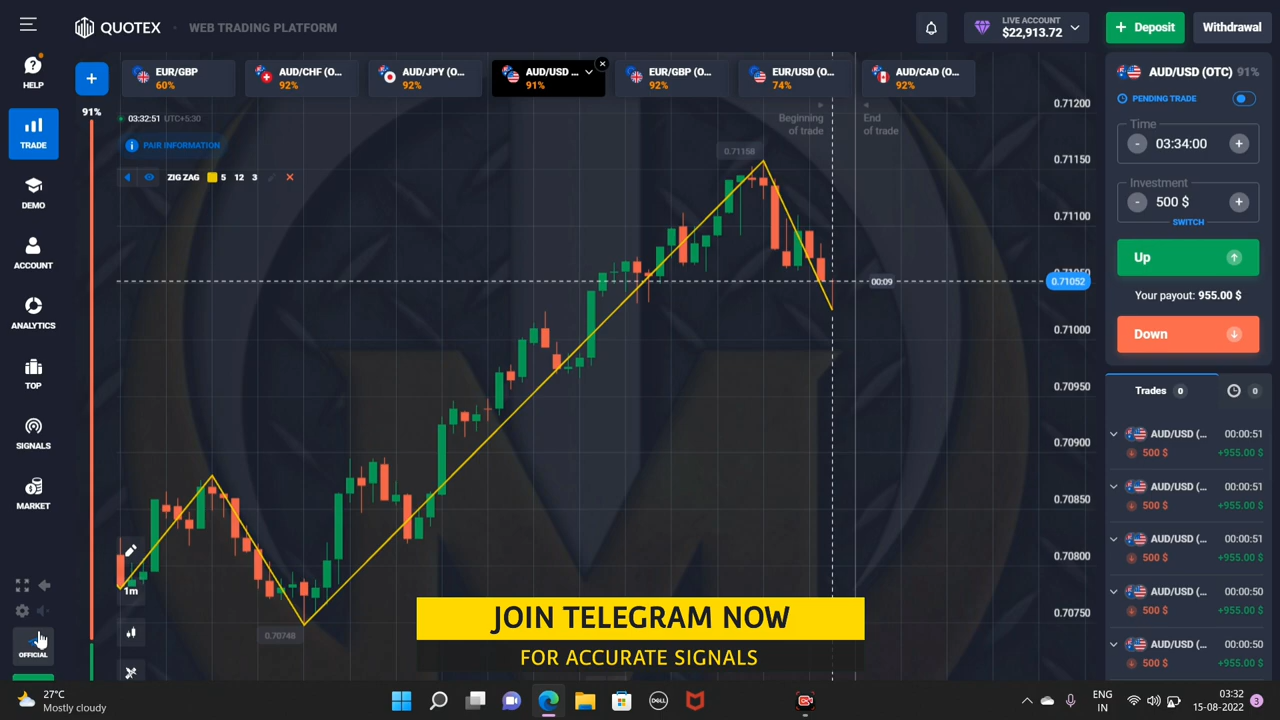 QUOTEX
WEB TRADING PLATFORM
LIVE ACCOUNT
$22,913.72
Deposit
Withdrawal
HELP
TRADE
DEMO
ACCOUNT
ANALYTICS
TOP
SIGNALS
MARKET
OFFICIAL
EUR/GBP
60%
AUD/CHF (O...
92%
AUD/JPY (O...
92%
AUD/USD ...
91%
EUR/GBP (O...
92%
EUR/USD (O...
74%
AUD/CAD (O...
92%
91%
03:32:51 UTC+5:30
PAIR INFORMATION
ZIG ZAG 5 12 3
Beginning
of trade
End
of trade
0.71158
0.70748
00:09
1m
0.71200
0.71150
0.71100
0.71050
0.71052
0.71000
0.70950
0.70900
0.70850
0.70800
0.70750
AUD/USD (OTC) 91%
PENDING TRADE
Time
- 03:34:00 +
Investment
- 500 $ +
SWITCH
Up
Your payout: 955.00 $
Down
Trades 0
0
AUD/USD (... 00:00:51
500 $ +955.00 $
AUD/USD (... 00:00:51
500 $ +955.00 $
AUD/USD (... 00:00:51
500 $ +955.00 $
AUD/USD (... 00:00:50
500 $ +955.00 $
AUD/USD (... 00:00:50
500 $ +955.00 $
JOIN TELEGRAM NOW
FOR ACCURATE SIGNALS
27°C
Mostly cloudy
DELL
ENG
IN
03:32
15-08-2022
3